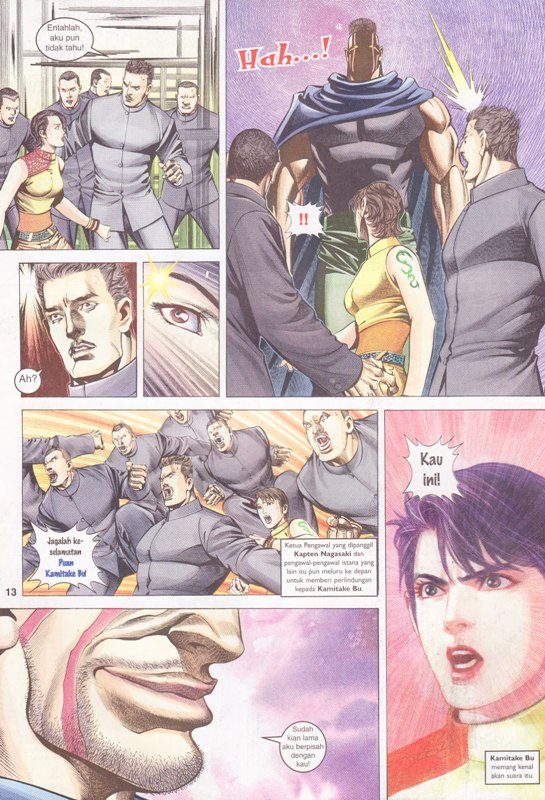 Entahlah,
aku pun
tidak tahu!
Hah...!
!!
Ah?
Jagalah ke-
selamatan
Puan
Kamitake Bu!
Ketua Pengawal yang dipanggil
Kapten Nagasaki dan
pengawal-pengawal istana yang
lain itu pun meluru ke depan
untuk memberi perlindungan
kepada Kamitake Bu.
Kau
ini!
Kamitake Bu
memang kenal
akan suara itu.
Sudah
kian lama
aku berpisah
dengan
kau!
13